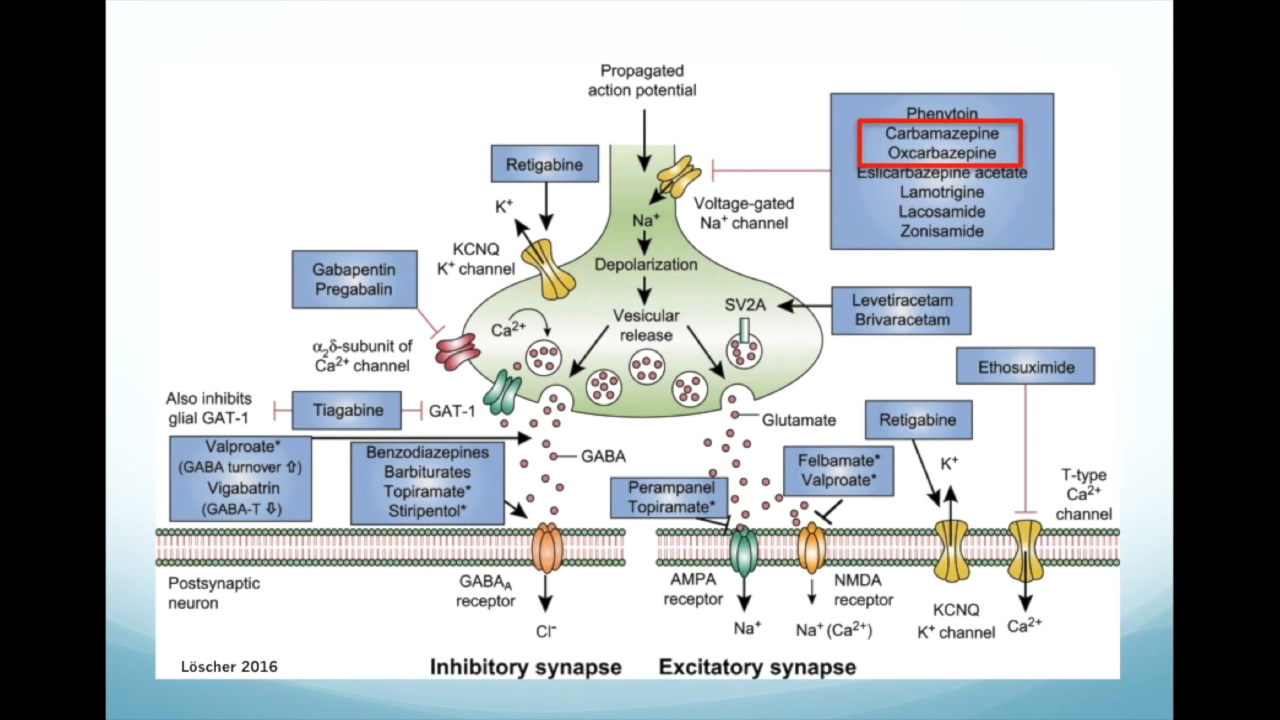 Propagated
action potential
Phenytoin
Carbamazepine
Oxcarbazepine
Eslicarbazepine acetate
Lamotrigine
Lacosamide
Zonisamide
Retigabine
Voltage-gated
Na⁺ channel
K⁺
Na⁺
KCNQ
K⁺ channel
Depolarization
Gabapentin
Pregabalin
SV2A
Levetiracetam
Brivaracetam
Vesicular
release
Ca²⁺
α₂δ-subunit of
Ca²⁺ channel
Ethosuximide
Also inhibits
glial GAT-1
Tiagabine
GAT-1
Glutamate
Retigabine
Valproate*
(GABA turnover ⇧)
Vigabatrin
(GABA-T ⇩)
Benzodiazepines
Barbiturates
Topiramate*
Stiripentol*
GABA
Felbamate*
Valproate*
K⁺
T-type
Ca²⁺
channel
Perampanel
Topiramate*
Postsynaptic
neuron
GABA_A
receptor
AMPA
receptor
NMDA
receptor
KCNQ
K⁺ channel
Ca²⁺
Cl⁻
Na⁺
Na⁺ (Ca²⁺)
Löscher 2016
Inhibitory synapse
Excitatory synapse